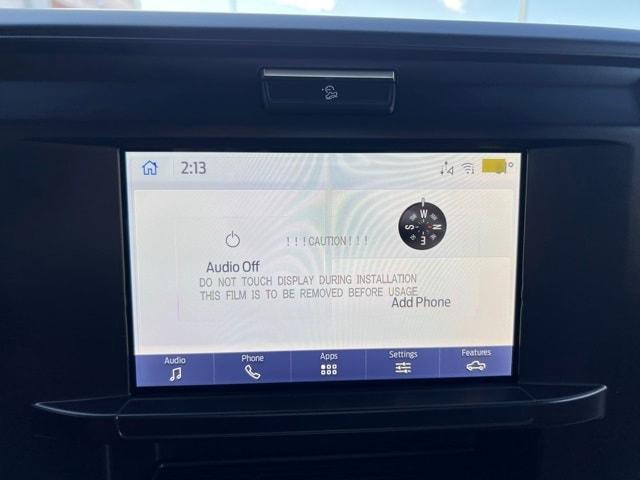 2:13
W
S N
E
! ! !CAUTION! ! !
Audio Off
DO NOT TOUCH DISPLAY DURING INSTALLATION
THIS FILM IS TO BE REMOVED BEFORE USAGE
Add Phone
Audio Phone Apps Settings Features